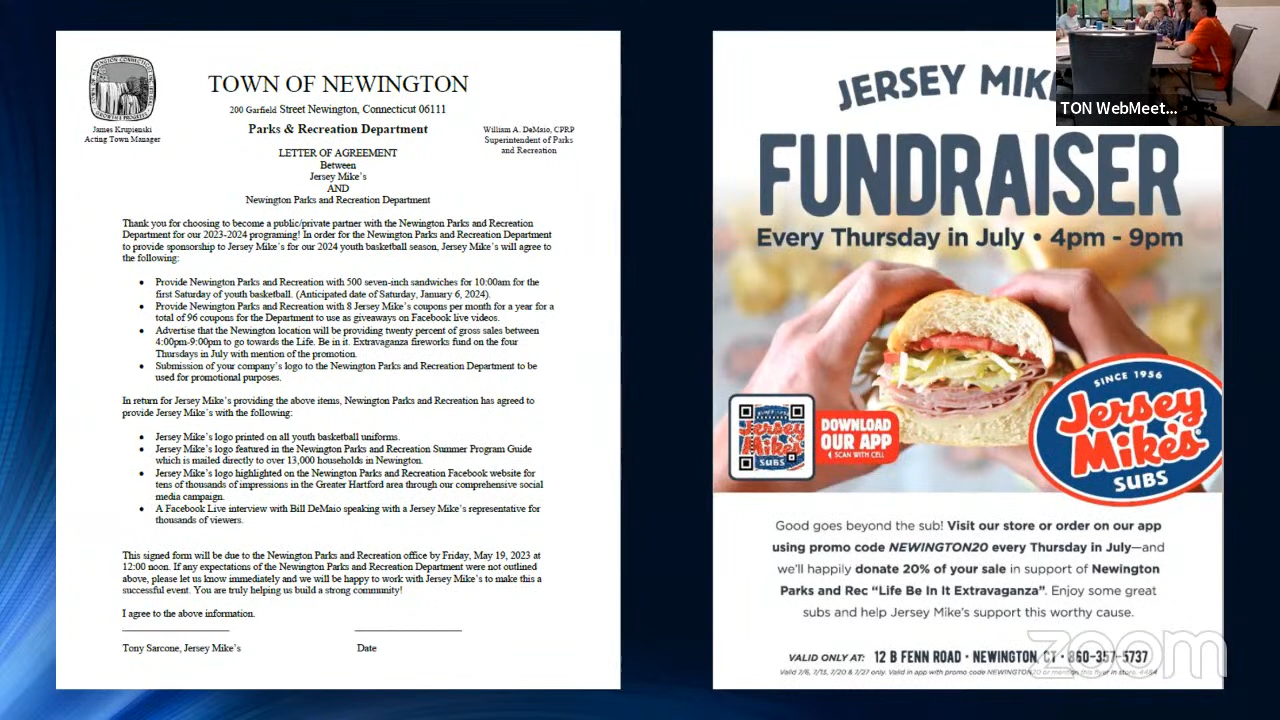 TOWN OF NEWINGTON
200 Garfield Street Newington, Connecticut 06111
James Krupienski
Acting Town Manager
Parks & Recreation Department
William A. DeMaio, CPRP
Superintendent of Parks
and Recreation
LETTER OF AGREEMENT
Between
Jersey Mike's
AND
Newington Parks and Recreation Department
Thank you for choosing to become a public/private partner with the Newington Parks and Recreation
Department for our 2023-2024 programing! In order for the Newington Parks and Recreation Department
to provide sponsorship to Jersey Mike's for our 2024 youth basketball season, Jersey Mike's will agree to
the following:
• Provide Newington Parks and Recreation with 500 seven-inch sandwiches for 10:00am for the
first Saturday of youth basketball. (Anticipated date of Saturday, January 6, 2024).
• Provide Newington Parks and Recreation with 8 Jersey Mike's coupons per month for a year for a
total of 96 coupons for the Department to use as giveaways on Facebook live videos.
• Advertise that the Newington location will be providing twenty percent of gross sales between
4:00pm-9:00pm to go towards the Life. Be in it. Extravaganza fireworks fund on the four
Thursdays in July with mention of the promotion.
• Submission of your company's logo to the Newington Parks and Recreation Department to be
used for promotional purposes.
In return for Jersey Mike's providing the above items, Newington Parks and Recreation has agreed to
provide Jersey Mike's with the following:
• Jersey Mike's logo printed on all youth basketball uniforms.
• Jersey Mike's logo featured in the Newington Parks and Recreation Summer Program Guide
which is mailed directly to over 13,000 households in Newington.
• Jersey Mike's logo highlighted on the Newington Parks and Recreation Facebook website for
tens of thousands of impressions in the Greater Hartford area through our comprehensive social
media campaign.
• A Facebook Live interview with Bill DeMaio speaking with a Jersey Mike's representative for
thousands of viewers.
This signed form will be due to the Newington Parks and Recreation office by Friday, May 19, 2023 at
12:00 noon. If any expectations of the Newington Parks and Recreation Department were not outlined
above, please let us know immediately and we will be happy to work with Jersey Mike's to make this a
successful event. You are truly helping us build a strong community!
I agree to the above information.
Tony Sarcone, Jersey Mike's
Date
JERSEY MIK
TON WebMeet...
FUNDRAISER
Every Thursday in July • 4pm - 9pm
DOWNLOAD
OUR APP
SCAN WITH CELL
SUBS
SINCE 1956
Jersey
Mike's
SUBS
Good goes beyond the sub! Visit our store or order on our app
using promo code NEWINGTON20 every Thursday in July—and
we'll happily donate 20% of your sale in support of Newington
Parks and Rec "Life Be In It Extravaganza". Enjoy some great
subs and help Jersey Mike's support this worthy cause.
VALID ONLY AT: 12 B FENN ROAD • NEWINGTON, CT • 860-357-5737
Valid 7/6, 7/13, 7/20 & 7/27 only. Valid in app with promo code NEWINGTON20 or mention this flyer in store.
zoom